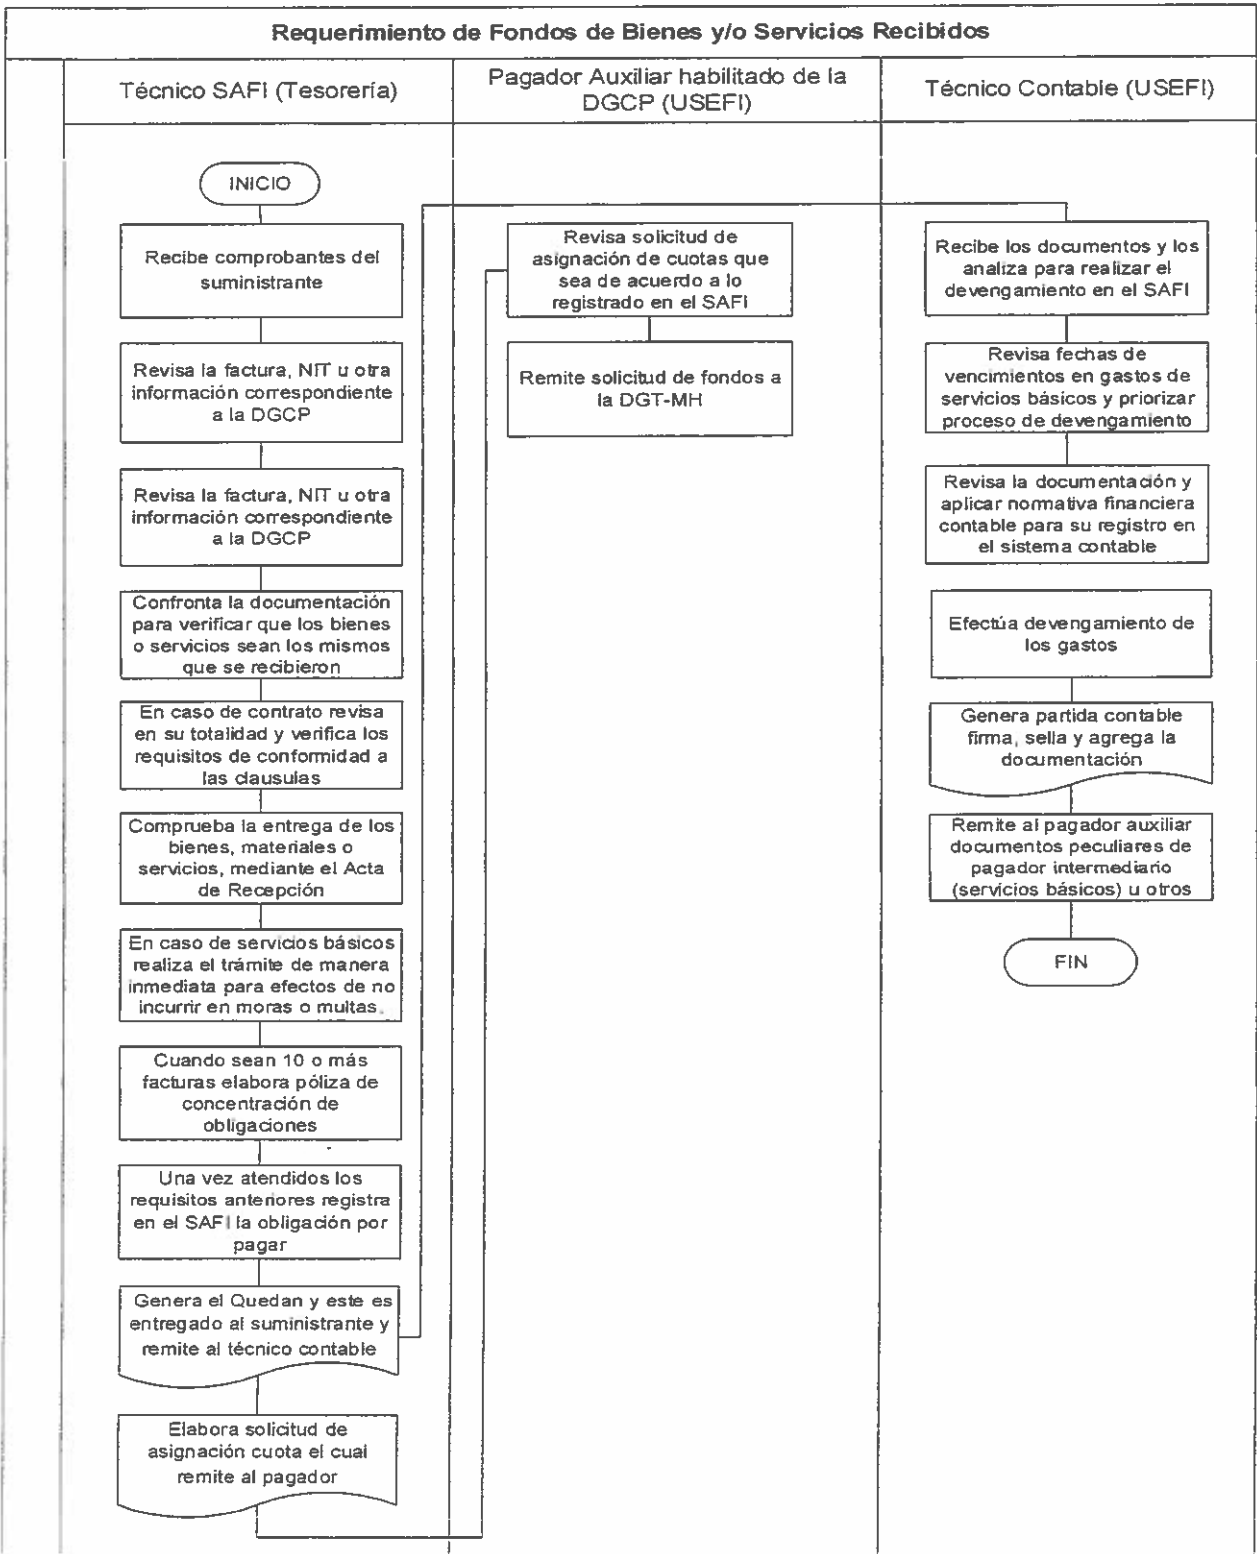 Requerimiento de Fondos de Bienes y/o Servicios Recibidos
Técnico SAFI (Tesorería)
Pagador Auxiliar habilitado de la
DGCP (USEFI)
Técnico Contable (USEFI)
INICIO
Recibe comprobantes del
suministrante
Revisa la factura, NIT u otra
información correspondiente
a la DGCP
Revisa la factura, NIT u otra
información correspondiente
a la DGCP
Confronta la documentación
para verificar que los bienes
o servicios sean los mismos
que se recibieron
En caso de contrato revisa
en su totalidad y verifica los
requisitos de conformidad a
las clausulas
Comprueba la entrega de los
bienes, materiales o
servicios, mediante el Acta
de Recepción
En caso de servicios básicos
realiza el trámite de manera
inmediata para efectos de no
incurrir en moras o multas.
Cuando sean 10 o más
facturas elabora póliza de
concentración de
obligaciones
Una vez atendidos los
requisitos anteriores registra
en el SAFI la obligación por
pagar
Genera el Quedan y este es
entregado al suministrante y
remite al técnico contable
Elabora solicitud de
asignación cuota el cual
remite al pagador
Revisa solicitud de
asignación de cuotas que
sea de acuerdo a lo
registrado en el SAFI
Remite solicitud de fondos a
la DGT-MH
Recibe los documentos y los
analiza para realizar el
devengamiento en el SAFI
Revisa fechas de
vencimientos en gastos de
servicios básicos y priorizar
proceso de devengamiento
Revisa la documentación y
aplicar normativa financiera
contable para su registro en
el sistema contable
Efectúa devengamiento de
los gastos
Genera partida contable
firma, sella y agrega la
documentación
Remite al pagador auxiliar
documentos peculiares de
pagador intermediario
(servicios básicos) u otros
FIN